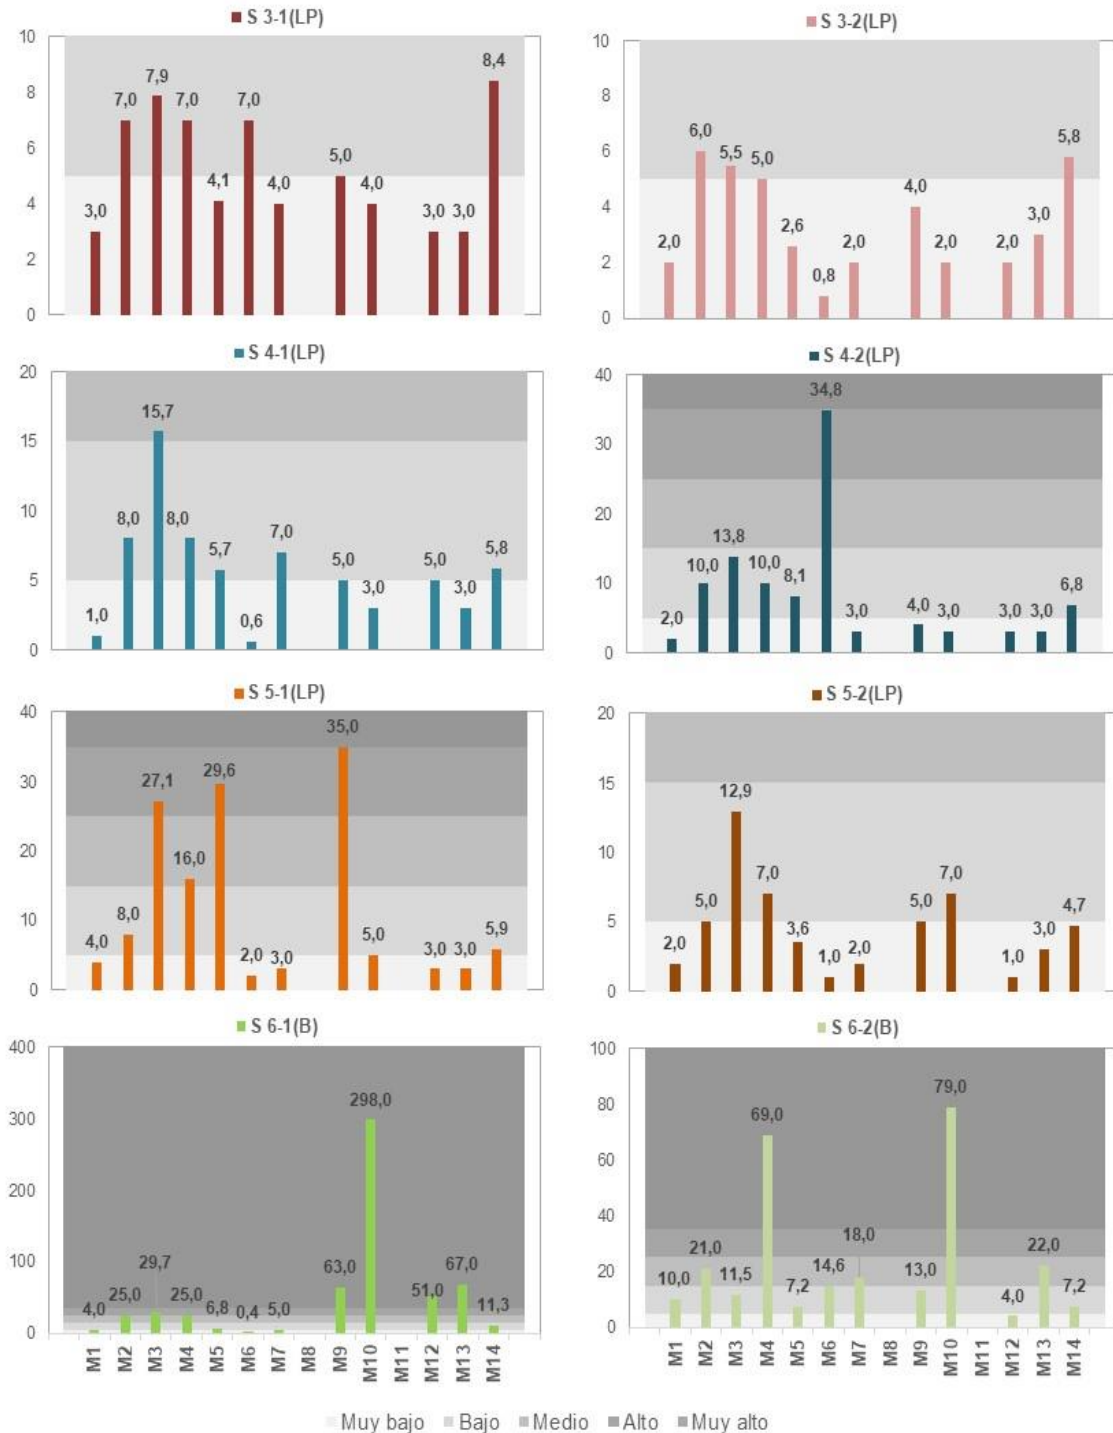 S 3-1(LP)
10
8
6
4
2
0
3,0 7,0 7,9 7,0 4,1 7,0 4,0 5,0 4,0 3,0 3,0 8,4
S 3-2(LP)
10
8
6
4
2
0
2,0 6,0 5,5 5,0 2,6 0,8 2,0 4,0 2,0 2,0 3,0 5,8
S 4-1(LP)
20
15
10
5
0
1,0 8,0 15,7 8,0 5,7 0,6 7,0 5,0 3,0 5,0 3,0 5,8
S 4-2(LP)
40
30
20
10
0
2,0 10,0 13,8 10,0 8,1 34,8 3,0 4,0 3,0 3,0 3,0 6,8
S 5-1(LP)
40
30
20
10
0
4,0 8,0 27,1 16,0 29,6 2,0 3,0 35,0 5,0 3,0 3,0 5,9
S 5-2(LP)
20
15
10
5
0
2,0 5,0 12,9 7,0 3,6 1,0 2,0 5,0 7,0 1,0 3,0 4,7
S 6-1(B)
400
300
200
100
0
4,0 25,0 29,7 25,0 6,8 0,4 5,0 63,0 298,0 51,0 67,0 11,3
M1 M2 M3 M4 M5 M6 M7 M8 M9 M10 M11 M12 M13 M14
S 6-2(B)
100
80
60
40
20
0
10,0 21,0 11,5 69,0 7,2 14,6 18,0 13,0 79,0 4,0 22,0 7,2
M1 M2 M3 M4 M5 M6 M7 M8 M9 M10 M11 M12 M13 M14
Muy bajo Bajo Medio Alto Muy alto